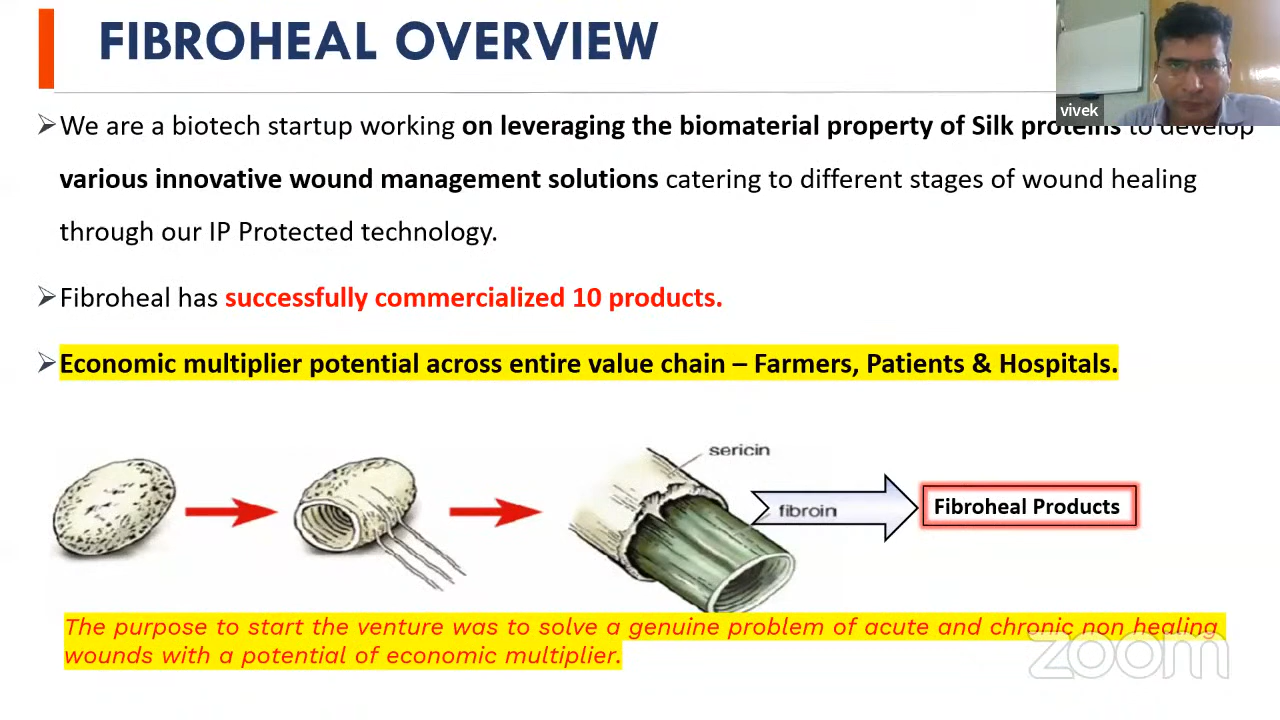 FIBROHEAL OVERVIEW
vivek
We are a biotech startup working on leveraging the biomaterial property of Silk proteins to develop
various innovative wound management solutions catering to different stages of wound healing
through our IP Protected technology.
Fibroheal has successfully commercialized 10 products.
Economic multiplier potential across entire value chain – Farmers, Patients & Hospitals.
sericin
fibroin
Fibroheal Products
The purpose to start the venture was to solve a genuine problem of acute and chronic non healing
wounds with a potential of economic multiplier.
zoom